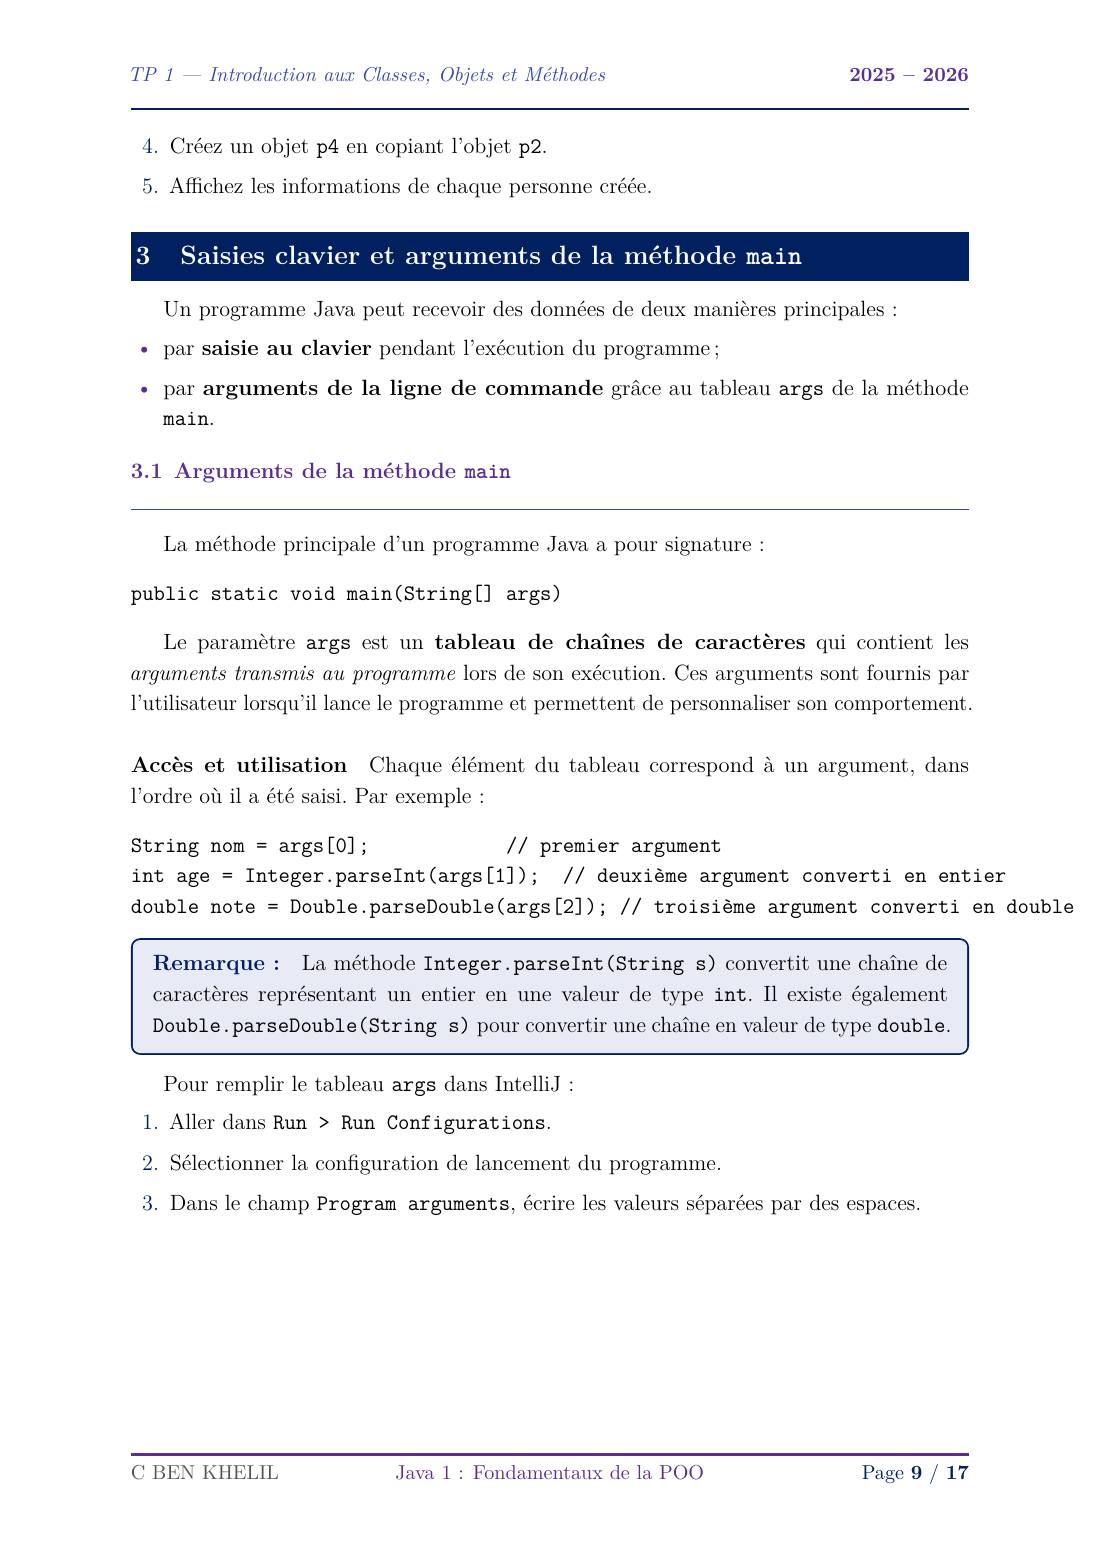 TP 1 — Introduction aux Classes, Objets et Méthodes 2025 – 2026
4. Créez un objet p4 en copiant l'objet p2.
5. Affichez les informations de chaque personne créée.
3 Saisies clavier et arguments de la méthode main
Un programme Java peut recevoir des données de deux manières principales :
• par saisie au clavier pendant l'exécution du programme ;
• par arguments de la ligne de commande grâce au tableau args de la méthode
main.
3.1 Arguments de la méthode main
La méthode principale d'un programme Java a pour signature :
public static void main(String[] args)
Le paramètre args est un tableau de chaînes de caractères qui contient les
arguments transmis au programme lors de son exécution. Ces arguments sont fournis par
l'utilisateur lorsqu'il lance le programme et permettent de personnaliser son comportement.
Accès et utilisation Chaque élément du tableau correspond à un argument, dans
l'ordre où il a été saisi. Par exemple :
String nom = args[0];            // premier argument
int age = Integer.parseInt(args[1]);  // deuxième argument converti en entier
double note = Double.parseDouble(args[2]); // troisième argument converti en double
Remarque : La méthode Integer.parseInt(String s) convertit une chaîne de
caractères représentant un entier en une valeur de type int. Il existe également
Double.parseDouble(String s) pour convertir une chaîne en valeur de type double.
Pour remplir le tableau args dans IntelliJ :
1. Aller dans Run > Run Configurations.
2. Sélectionner la configuration de lancement du programme.
3. Dans le champ Program arguments, écrire les valeurs séparées par des espaces.
C BEN KHELIL Java 1 : Fondamentaux de la POO Page 9 / 17